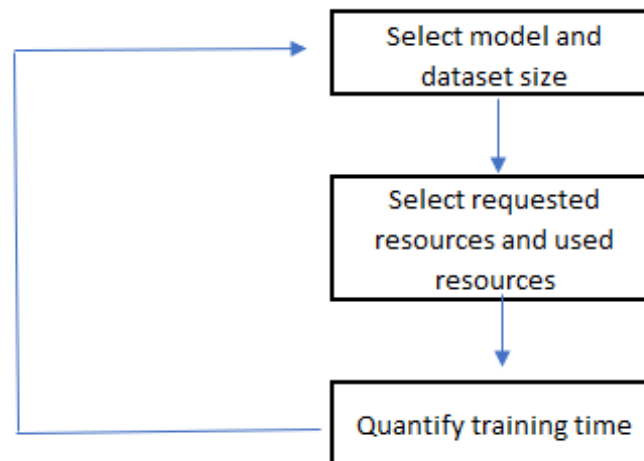 Select model and
dataset size
Select requested
resources and used
resources
Quantify training time